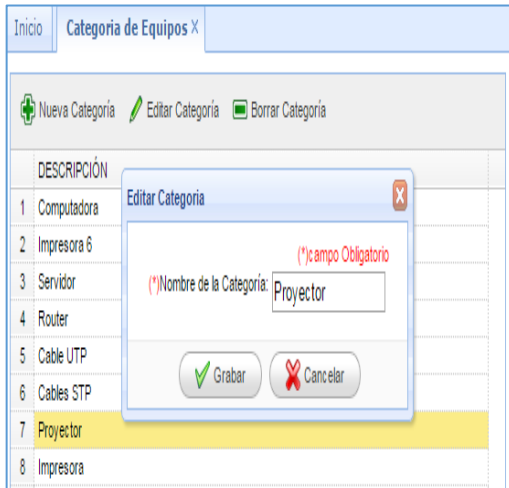 Inicio Categoria de Equipos X
Nueva Categoría Editar Categoría Borrar Categoría
DESCRIPCIÓN
1 Computadora
2 Impresora 6
3 Servidor
4 Router
5 Cable UTP
6 Cables STP
7 Proyector
8 Impresora
Editar Categoria
(*)campo Obligatorio
(*)Nombre de la Categoría: Proyector
Grabar Cancelar